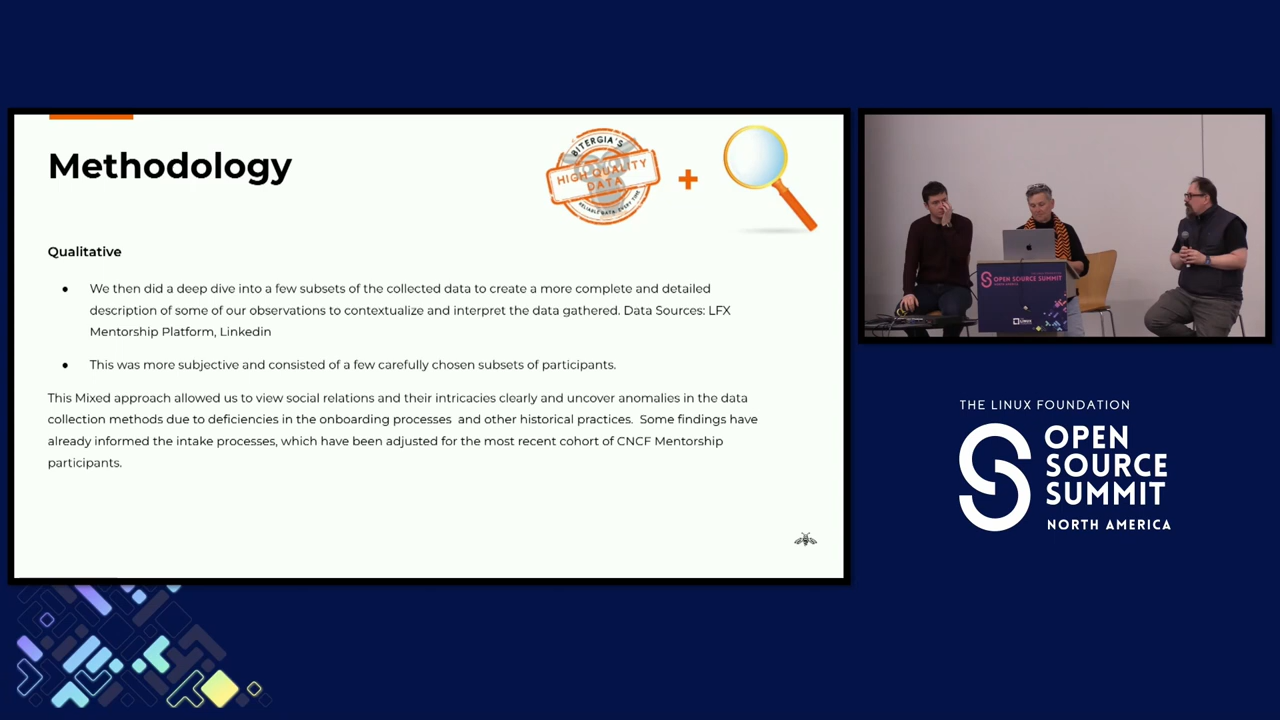 Methodology
BITERGIA'S
HIGH QUALITY
DATA
RELIABLE DATA, EVERY TIME
+
Qualitative
● We then did a deep dive into a few subsets of the collected data to create a more complete and detailed
description of some of our observations to contextualize and interpret the data gathered. Data Sources: LFX
Mentorship Platform, Linkedin
● This was more subjective and consisted of a few carefully chosen subsets of participants.
This Mixed approach allowed us to view social relations and their intricacies clearly and uncover anomalies in the data
collection methods due to deficiencies in the onboarding processes and other historical practices. Some findings have
already informed the intake processes, which have been adjusted for the most recent cohort of CNCF Mentorship
participants.
OPEN SOURCE SUMMIT
THE LINUX FOUNDATION
OPEN
SOURCE
SUMMIT
NORTH AMERICA